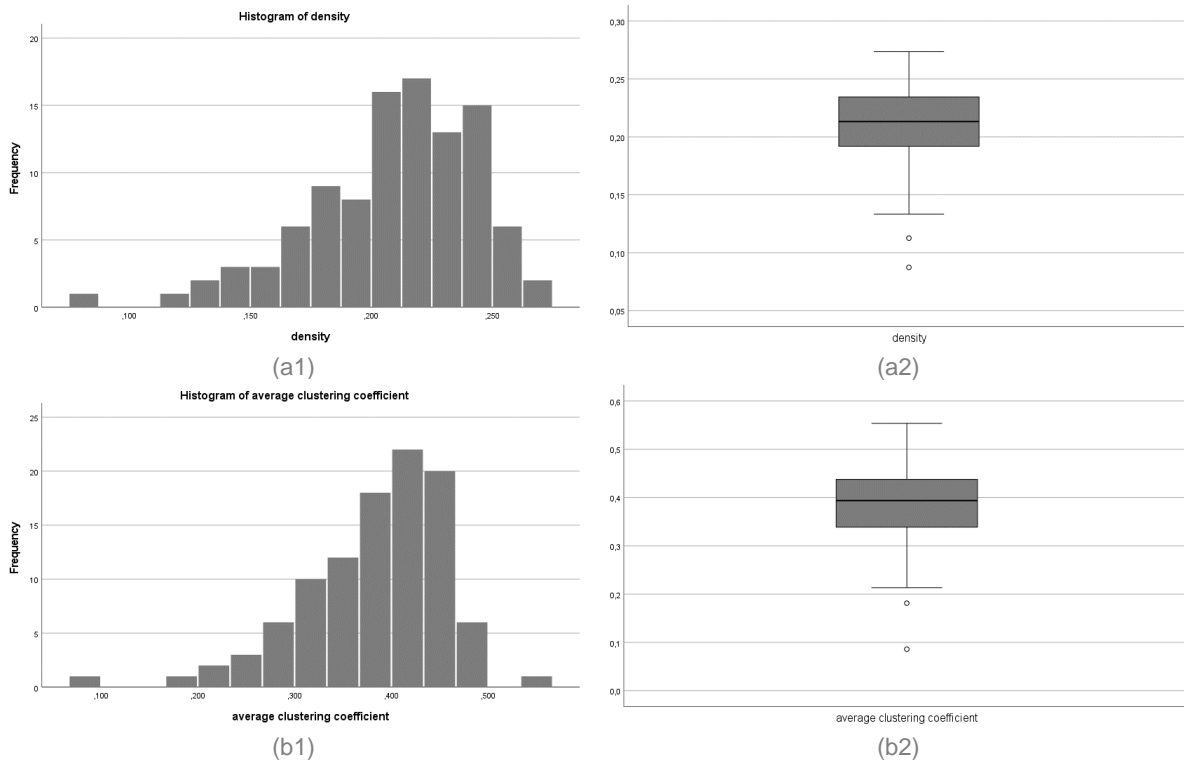 Histogram of density
20
15
10
5
0
Frequency
,100 ,150 ,200 ,250
density
(a1)
0,30
0,25
0,20
0,15
0,10
0,05
density
(a2)
Histogram of average clustering coefficient
25
20
15
10
5
0
Frequency
,100 ,200 ,300 ,400 ,500
average clustering coefficient
(b1)
0,6
0,5
0,4
0,3
0,2
0,1
0,0
average clustering coefficient
(b2)